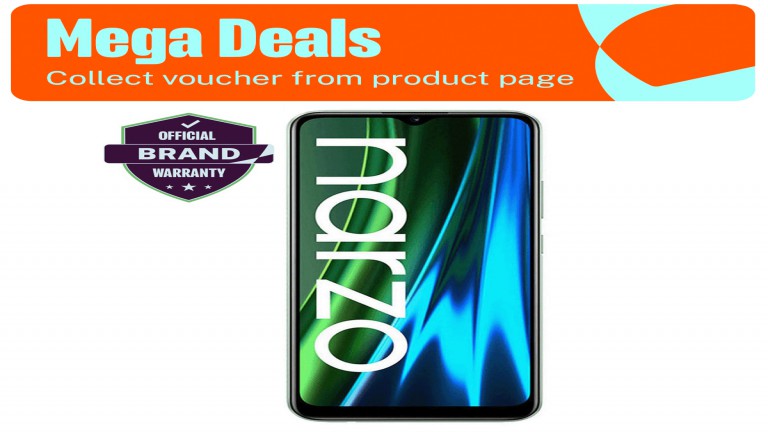 Mega Deals
Collect voucher from product page
OFFICIAL
BRAND
WARRANTY
narzo